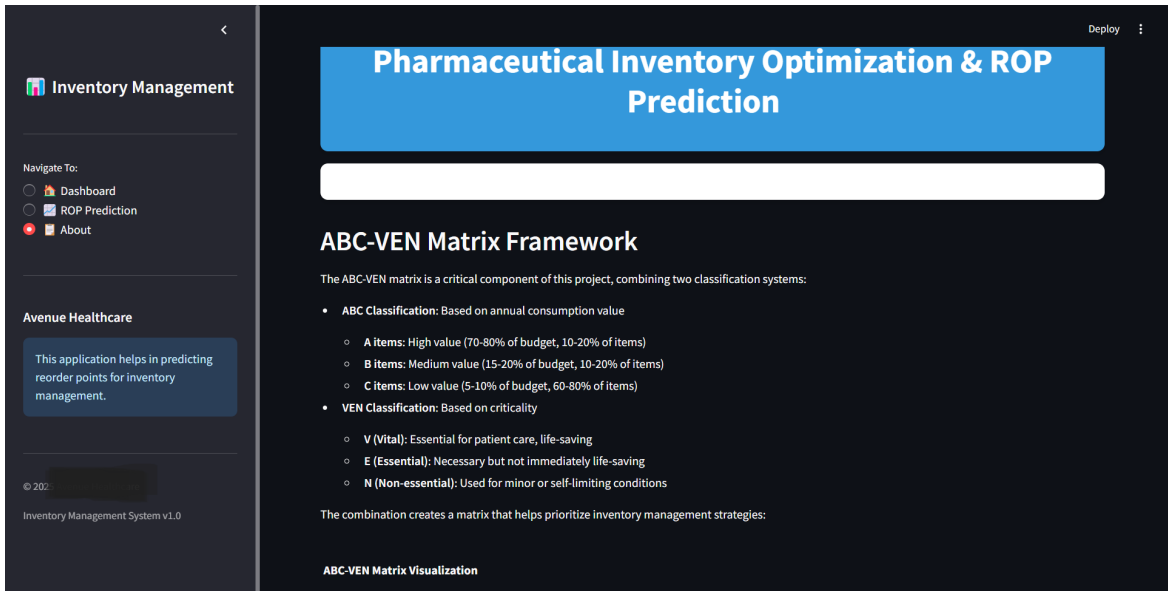 Inventory Management
Navigate To:
Dashboard
ROP Prediction
About
Avenue Healthcare
This application helps in predicting
reorder points for inventory
management.
©
Inventory Management System v1.0
Deploy
Pharmaceutical Inventory Optimization & ROP
Prediction
ABC-VEN Matrix Framework
The ABC-VEN matrix is a critical component of this project, combining two classification systems:
• ABC Classification: Based on annual consumption value
◦ A items: High value (70-80% of budget, 10-20% of items)
◦ B items: Medium value (15-20% of budget, 10-20% of items)
◦ C items: Low value (5-10% of budget, 60-80% of items)
• VEN Classification: Based on criticality
◦ V (Vital): Essential for patient care, life-saving
◦ E (Essential): Necessary but not immediately life-saving
◦ N (Non-essential): Used for minor or self-limiting conditions
The combination creates a matrix that helps prioritize inventory management strategies:
ABC-VEN Matrix Visualization